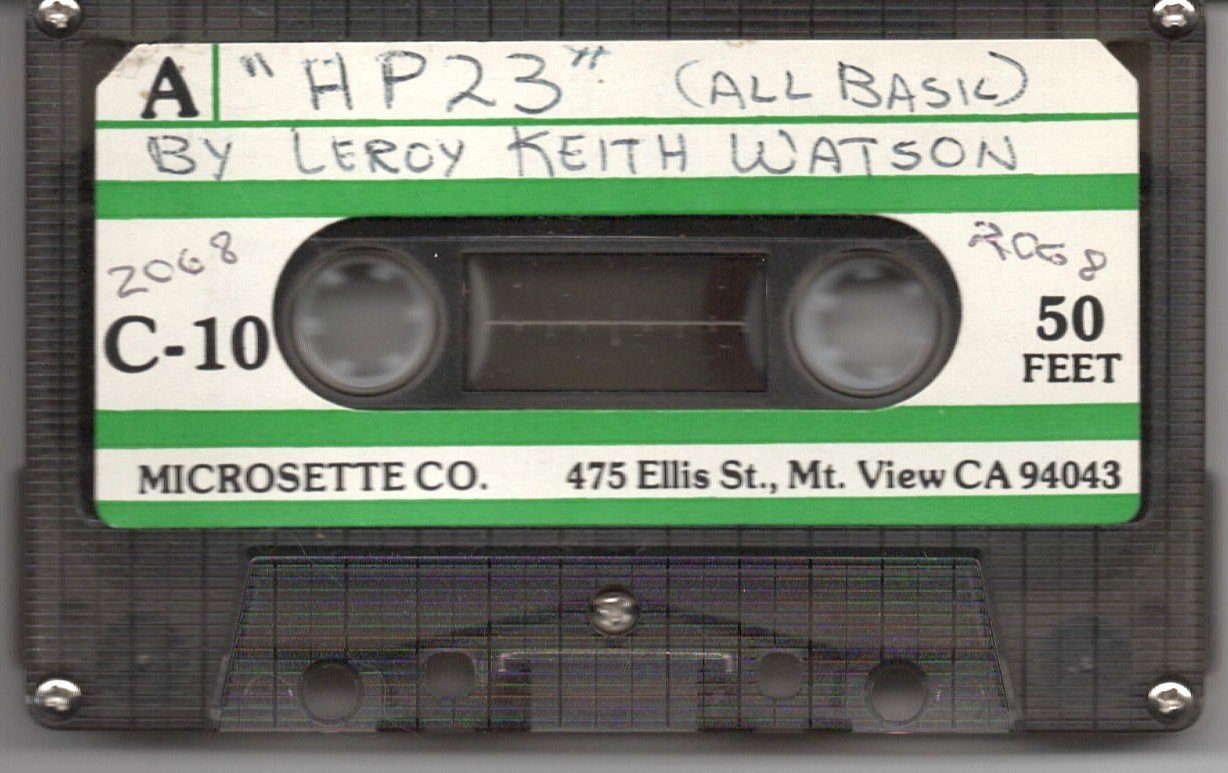 A "HP23" (ALL BASIC)
BY LEROY KEITH WATSON
2068 2068
C-10 50
FEET
MICROSETTE CO. 475 Ellis St., Mt. View CA 94043